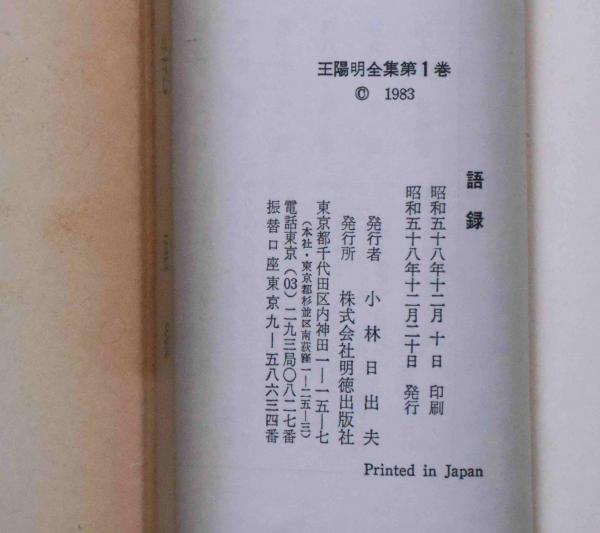 王陽明全集第1巻
© 1983
語録
昭和五十八年十二月 十 日 印刷
昭和五十八年十二月二十日 発行
発行者 小林日出夫
発行所 株式会社明徳出版社
東京都千代田区内神田一―一五―七
(本社・東京都杉並区南荻窪一―二五―三)
電話東京(03)二九三局〇八二七番
振替口座東京九―五八六三四番
Printed in Japan